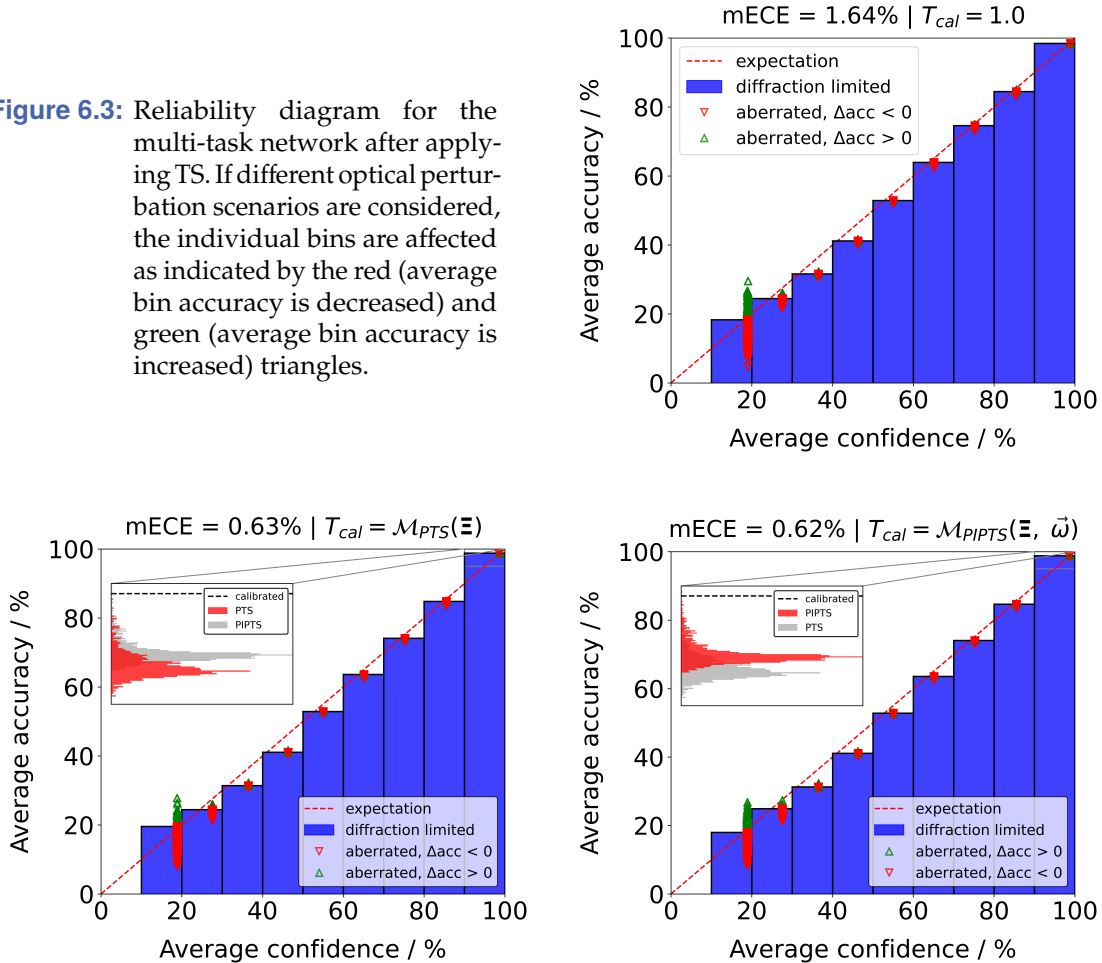 Figure 6.3: Reliability diagram for the
multi-task network after apply-
ing TS. If different optical pertur-
bation scenarios are considered,
the individual bins are affected
as indicated by the red (average
bin accuracy is decreased) and
green (average bin accuracy is
increased) triangles.
mECE = 1.64% | T_cal = 1.0
expectation
diffraction limited
aberrated, Δacc < 0
aberrated, Δacc > 0
Average accuracy / %
100
80
60
40
20
0
0 20 40 60 80 100
Average confidence / %
mECE = 0.63% | T_cal = ℳ_PTS(Ξ)
calibrated
PTS
PIPTS
Average accuracy / %
100
80
60
40
20
0
expectation
diffraction limited
aberrated, Δacc < 0
aberrated, Δacc > 0
0 20 40 60 80 100
Average confidence / %
mECE = 0.62% | T_cal = ℳ_PIPTS(Ξ, ω⃗)
calibrated
PIPTS
PTS
Average accuracy / %
100
80
60
40
20
0
expectation
diffraction limited
aberrated, Δacc > 0
aberrated, Δacc < 0
0 20 40 60 80 100
Average confidence / %